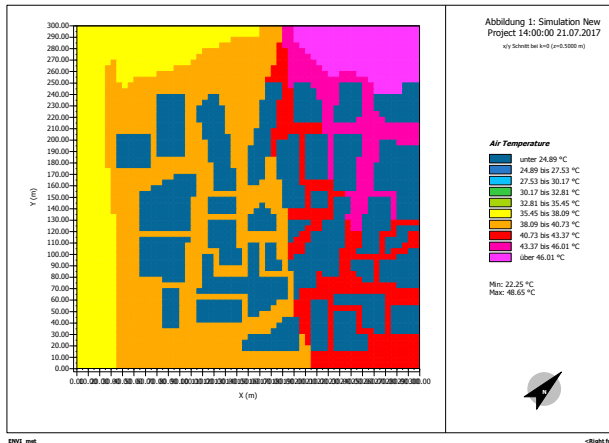 Abbildung 1: Simulation New
Project 14:00:00 21.07.2017
x/y Schnitt bei k=0 (z=0.5000 m)
300.00
290.00
280.00
270.00
260.00
250.00
240.00
230.00
220.00
210.00
200.00
190.00
180.00
170.00
160.00
150.00
140.00
130.00
120.00
110.00
100.00
90.00
80.00
70.00
60.00
50.00
40.00
30.00
20.00
10.00
0.00
Y (m)
X (m)
Air Temperature
unter 24.89 °C
24.89 bis 27.53 °C
27.53 bis 30.17 °C
30.17 bis 32.81 °C
32.81 bis 35.45 °C
35.45 bis 38.09 °C
38.09 bis 40.73 °C
40.73 bis 43.37 °C
43.37 bis 46.01 °C
über 46.01 °C
Min: 22.25 °C
Max: 48.65 °C
N
ENVI_met
<Right f